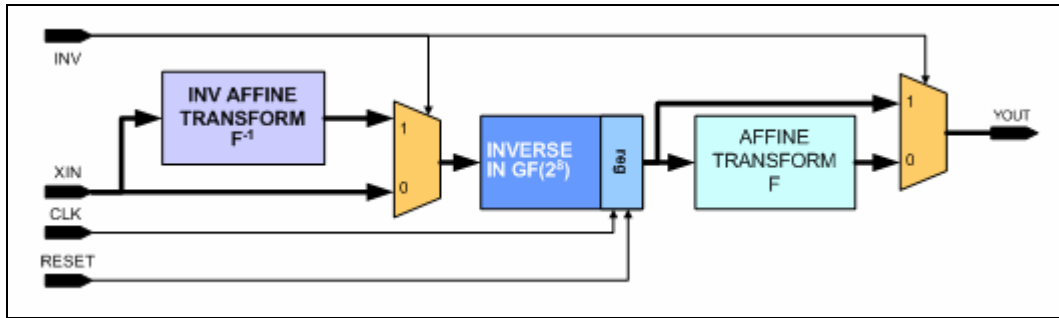 INV
INV AFFINE
TRANSFORM
F-1
1
0
XIN
CLK
RESET
INVERSE
IN GF(2⁸)
reg
AFFINE
TRANSFORM
F
1
0
YOUT